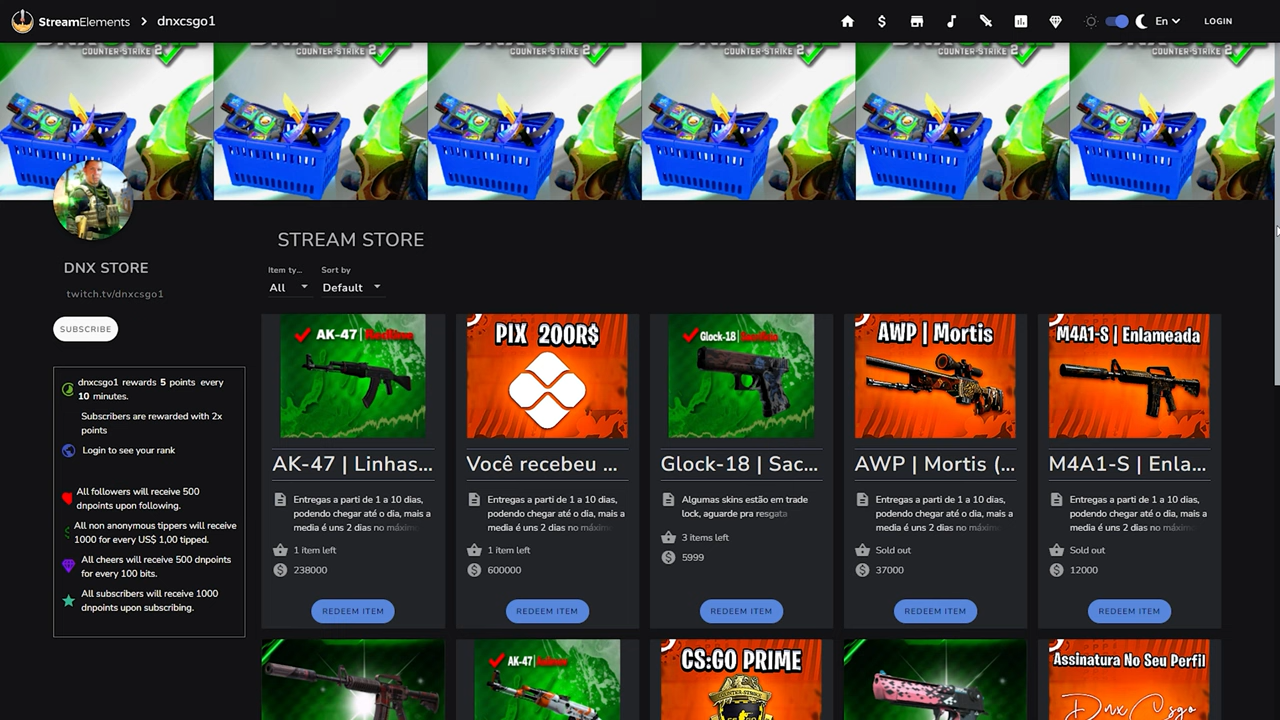 StreamElements
dnxcsgo1
En
LOGIN
COUNTER-STRIKE 2
COUNTER-STRIKE 2
COUNTER-STRIKE 2
COUNTER-STRIKE 2
COUNTER-STRIKE 2
COUNTER-STRIKE 2
DNX STORE
twitch.tv/dnxcsgo1
SUBSCRIBE
dnxcsgo1 rewards 5 points every
10 minutes.
Subscribers are rewarded with 2x
points
Login to see your rank
All followers will receive 500
dnpoints upon following.
All non anonymous tippers will receive
1000 for every US$ 1,00 tipped.
All cheers will receive 500 dnpoints
for every 100 bits.
All subscribers will receive 1000
dnpoints upon subscribing.
STREAM STORE
Item ty...
Sort by
All
Default
AK-47 |
AK-47 | Linhas...
Entregas a parti de 1 a 10 dias,
podendo chegar até o dia, mais a
media é uns 2 dias no máximo
1 item left
238000
REDEEM ITEM
PIX 200R$
Você recebeu ...
Entregas a parti de 1 a 10 dias,
podendo chegar até o dia, mais a
media é uns 2 dias no máximo
1 item left
600000
REDEEM ITEM
Glock-18 |
Glock-18 | Sac...
Algumas skins estão em trade
lock, aguarde pra resgata
3 items left
5999
REDEEM ITEM
AWP | Mortis
AWP | Mortis (...
Entregas a parti de 1 a 10 dias,
podendo chegar até o dia, mais a
media é uns 2 dias no máximo
Sold out
37000
REDEEM ITEM
M4A1-S | Enlameada
M4A1-S | Enla...
Entregas a parti de 1 a 10 dias,
podendo chegar até o dia, mais a
media é uns 2 dias no máximo
Sold out
12000
REDEEM ITEM
AK-47 |
CS:GO PRIME
Assinatura No Seu Perfil
Dnx Csgo